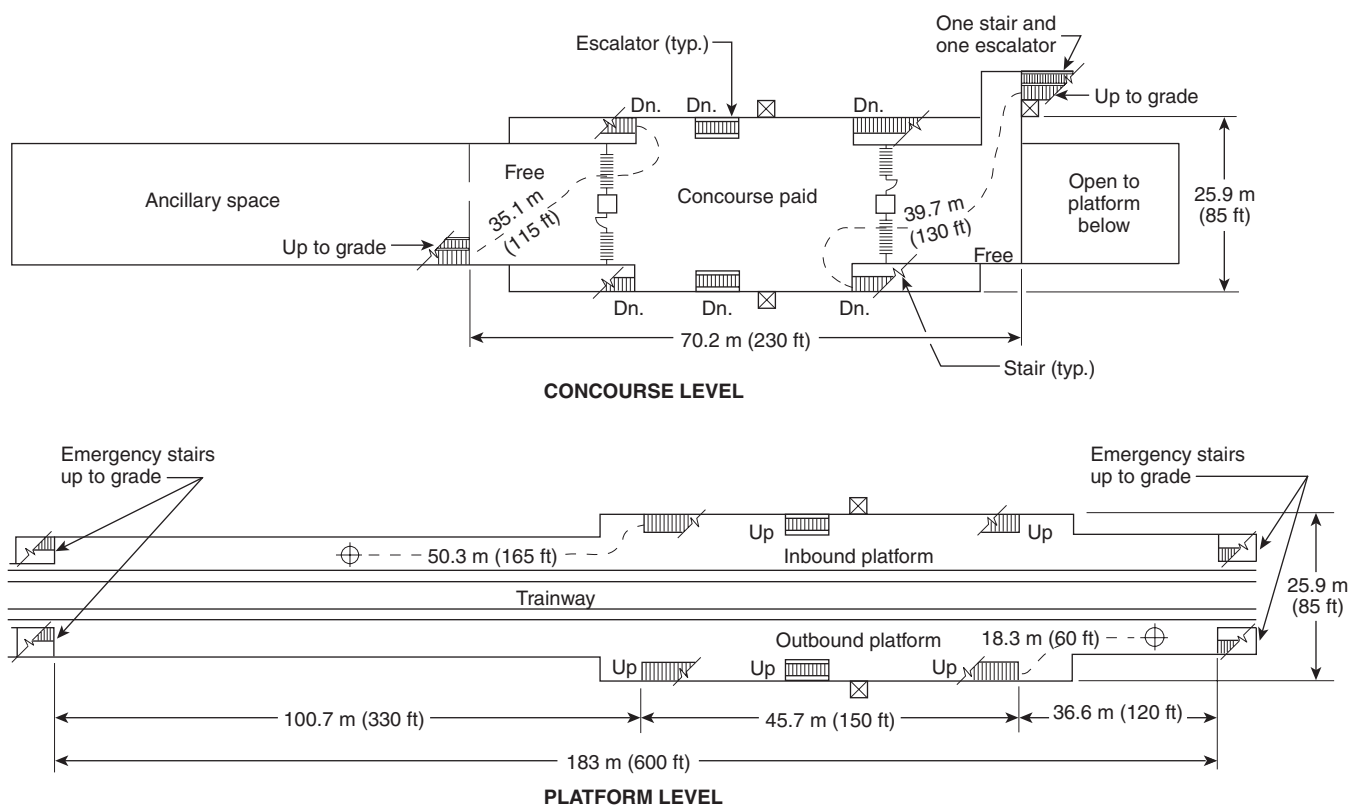 One stair and
one escalator
Escalator (typ.)
Up to grade
Dn.
Dn.
Dn.
Free
Ancillary space
35.1 m
(115 ft)
Concourse paid
39.7 m
(130 ft)
Open to
platform
below
25.9 m
(85 ft)
Up to grade
Free
Dn.
Dn.
Dn.
70.2 m (230 ft)
Stair (typ.)
CONCOURSE LEVEL
Emergency stairs
up to grade
Emergency stairs
up to grade
Up
Up
50.3 m (165 ft)
Inbound platform
Trainway
25.9 m
(85 ft)
Outbound platform
18.3 m (60 ft)
Up
Up
Up
100.7 m (330 ft)
45.7 m (150 ft)
36.6 m (120 ft)
183 m (600 ft)
PLATFORM LEVEL